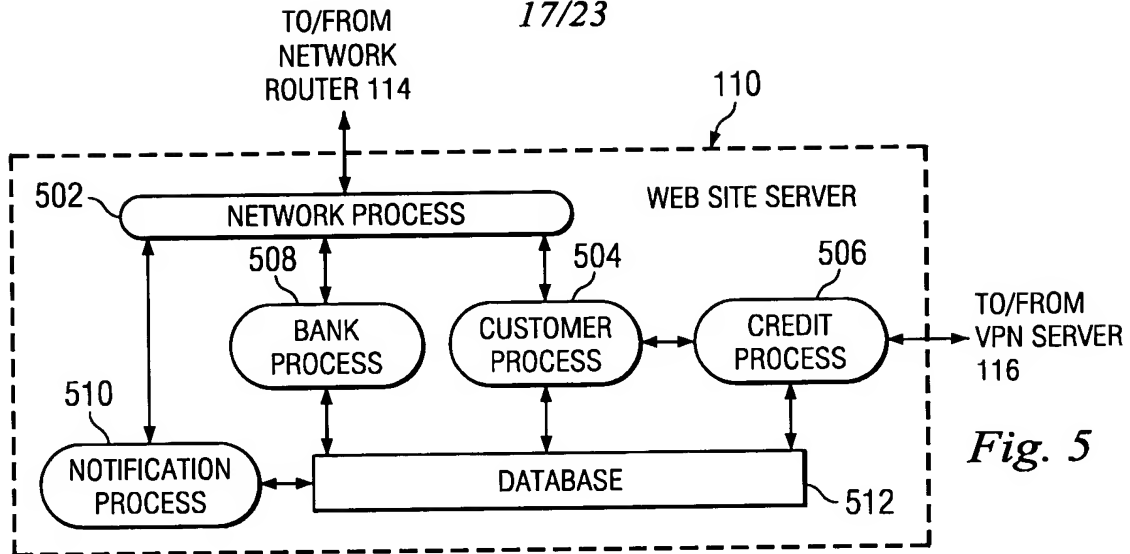 17/23
TO/FROM
NETWORK
ROUTER 114
110
502
NETWORK PROCESS
WEB SITE SERVER
508
504
506
BANK
PROCESS
CUSTOMER
PROCESS
CREDIT
PROCESS
TO/FROM
VPN SERVER
116
510
NOTIFICATION
PROCESS
DATABASE
512
Fig. 5